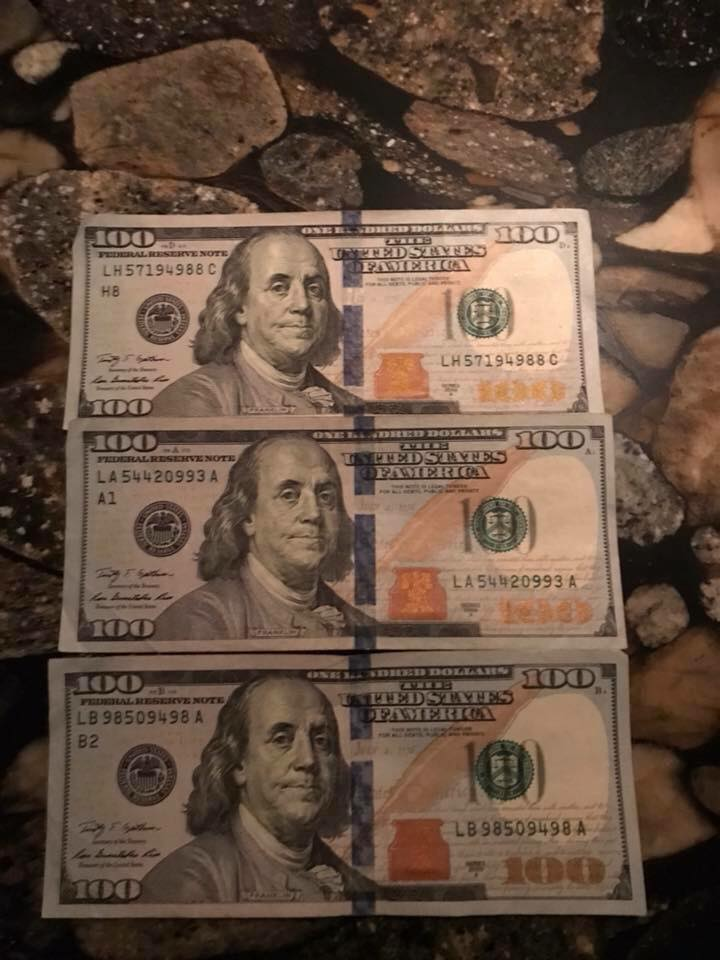 ONE HUNDRED DOLLARS
100 100
FEDERAL RESERVE NOTE
THE
UNITED STATES
OF AMERICA
LH57194988C
H8
THIS NOTE IS LEGAL TENDER
FOR ALL DEBTS, PUBLIC AND PRIVATE
100
LH57194988C
100
100
FRANKLIN
ONE HUNDRED DOLLARS
100 100
FEDERAL RESERVE NOTE
THE
UNITED STATES
OF AMERICA
LA54420993A
A1
THIS NOTE IS LEGAL TENDER
FOR ALL DEBTS, PUBLIC AND PRIVATE
100
LA54420993A
100
100
FRANKLIN
ONE HUNDRED DOLLARS
100 100
FEDERAL RESERVE NOTE
THE
UNITED STATES
OF AMERICA
LB98509498A
B2
THIS NOTE IS LEGAL TENDER
FOR ALL DEBTS, PUBLIC AND PRIVATE
100
LB98509498A
100
100
FRANKLIN